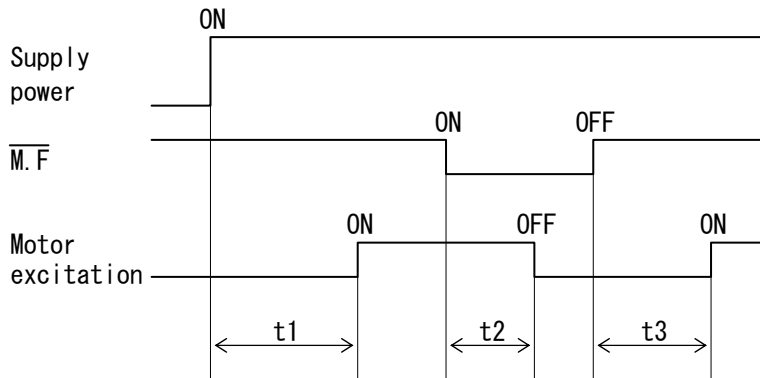 ON
Supply
power
ON OFF
M.F
ON OFF ON
Motor
excitation
t1 t2 t3